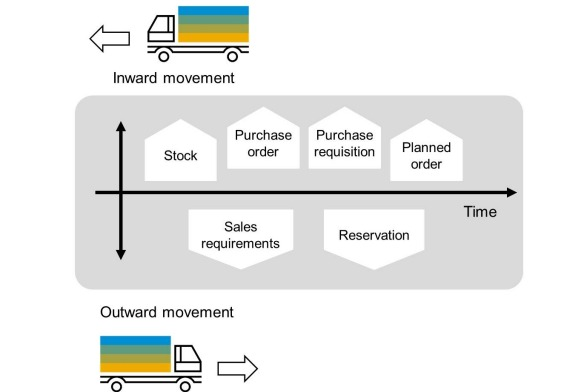 Inward movement
Stock
Purchase
order
Purchase
requisition
Planned
order
Time
Sales
requirements
Reservation
Outward movement